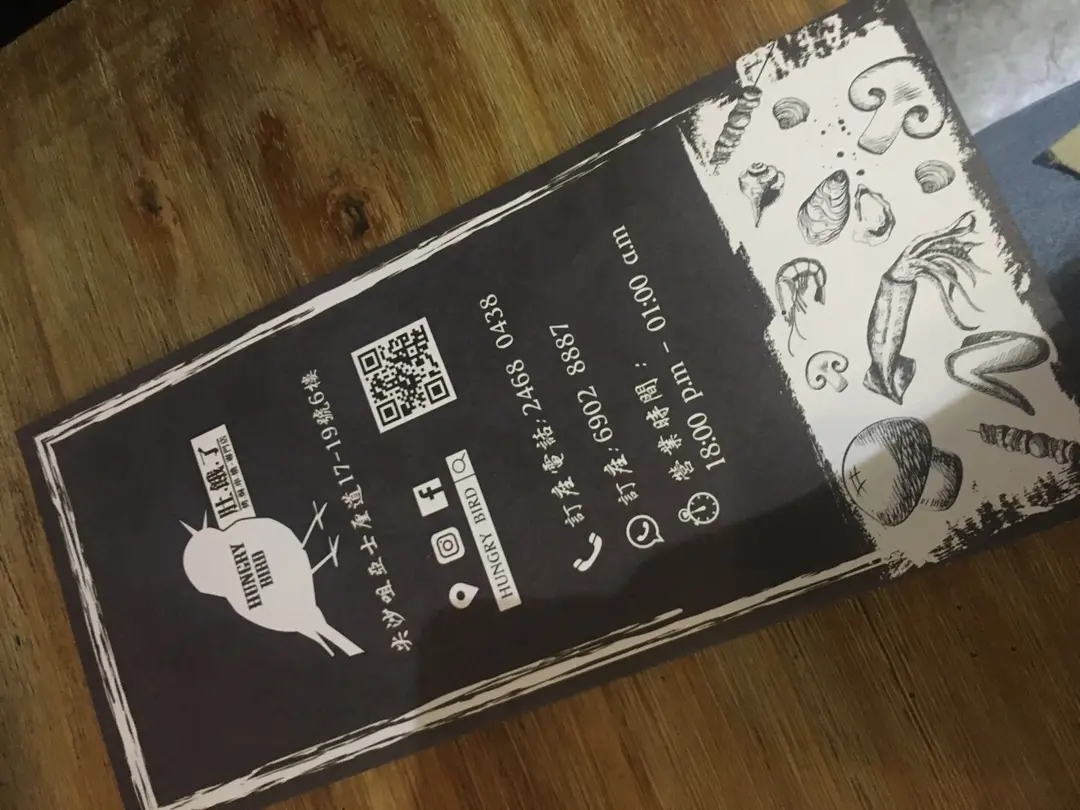 旺.餓.了
HUNGRY
BIRD
尖沙咀亞士厘道17-19號6樓
HUNGRY BIRD
訂座電話:2468 0438
訂座:6902 8887
營業時間:
18:00 P.m - 01:00 a.m